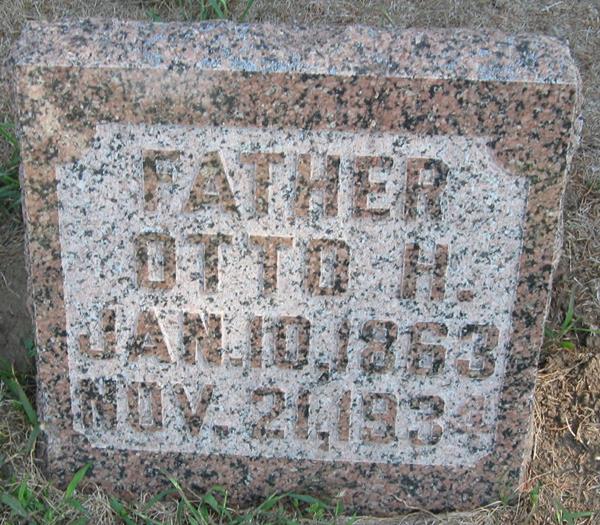 FATHER
OTTO H.
JAN. 10, 1863
NOV. 21, 1934